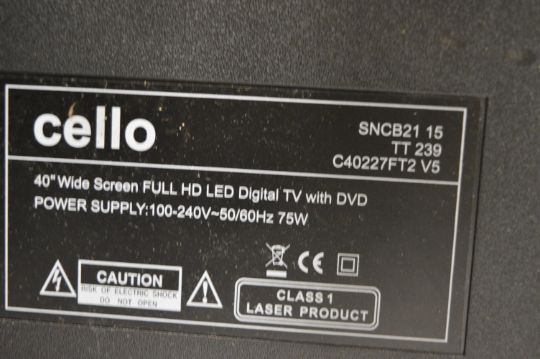 cello
SNCB21 15
TT 239
C40227FT2 V5
40" Wide Screen FULL HD LED Digital TV with DVD
POWER SUPPLY:100-240V~50/60Hz 75W
CE
CAUTION
RISK OF ELECTRIC SHOCK
DO NOT OPEN
CLASS 1
LASER PRODUCT